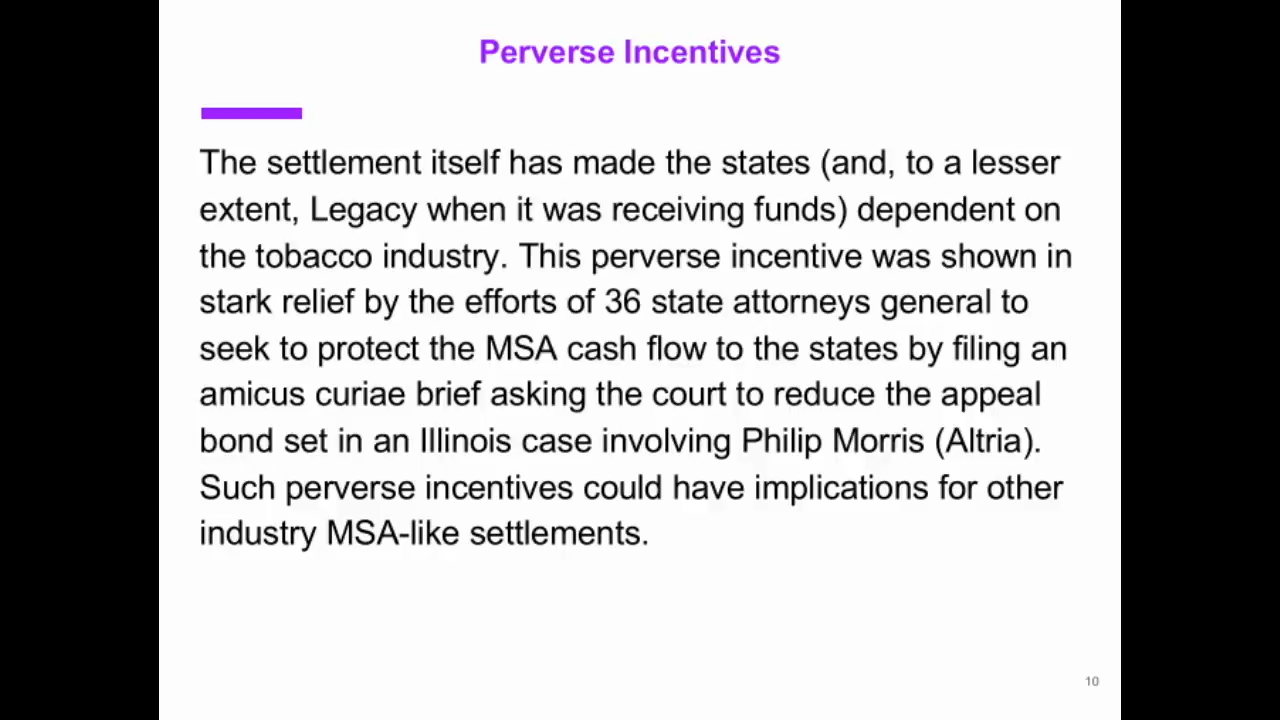 Perverse Incentives
The settlement itself has made the states (and, to a lesser
extent, Legacy when it was receiving funds) dependent on
the tobacco industry. This perverse incentive was shown in
stark relief by the efforts of 36 state attorneys general to
seek to protect the MSA cash flow to the states by filing an
amicus curiae brief asking the court to reduce the appeal
bond set in an Illinois case involving Philip Morris (Altria).
Such perverse incentives could have implications for other
industry MSA-like settlements.
10